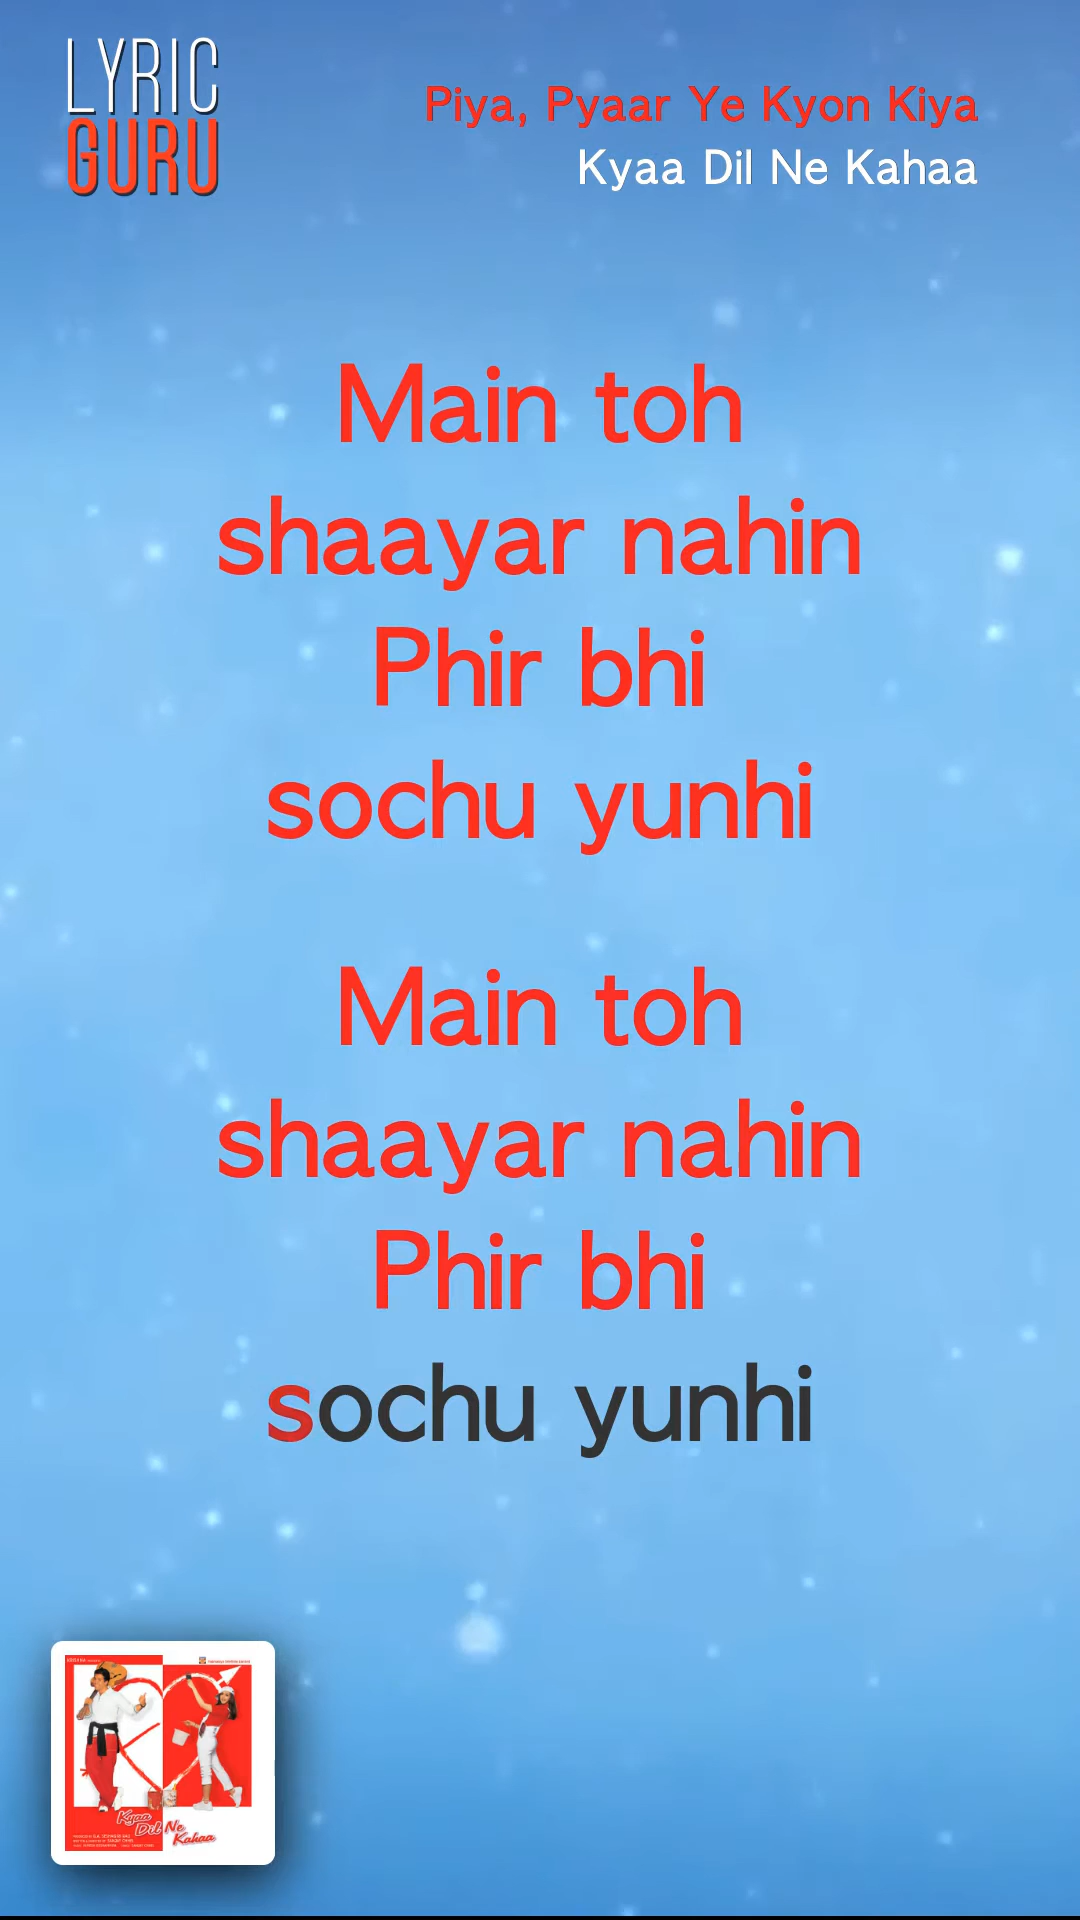 LYRIC
GURU
Piya, Pyaar Ye Kyon Kiya
Kyaa Dil Ne Kahaa
Main toh
shaayar nahin
Phir bhi
sochu yunhi
Main toh
shaayar nahin
Phir bhi
sochu yunhi
Kyaa
Dil Ne
Kahaa